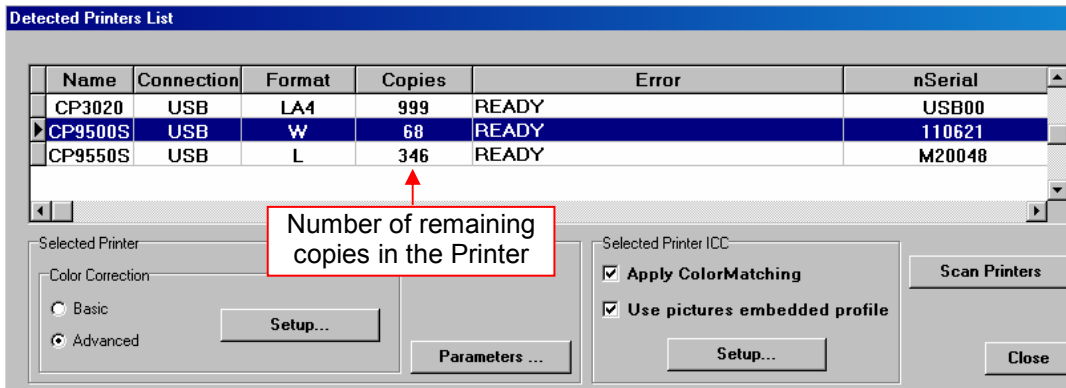 Detected Printers List
Name Connection Format Copies Error nSerial
CP3020 USB LA4 999 READY USB00
CP9500S USB W 68 READY 110621
CP9550S USB L 346 READY M20048
Number of remaining
copies in the Printer
Selected Printer
Color Correction
Basic
Advanced
Setup...
Parameters ...
Selected Printer ICC
Apply ColorMatching
Use pictures embedded profile
Setup...
Scan Printers
Close